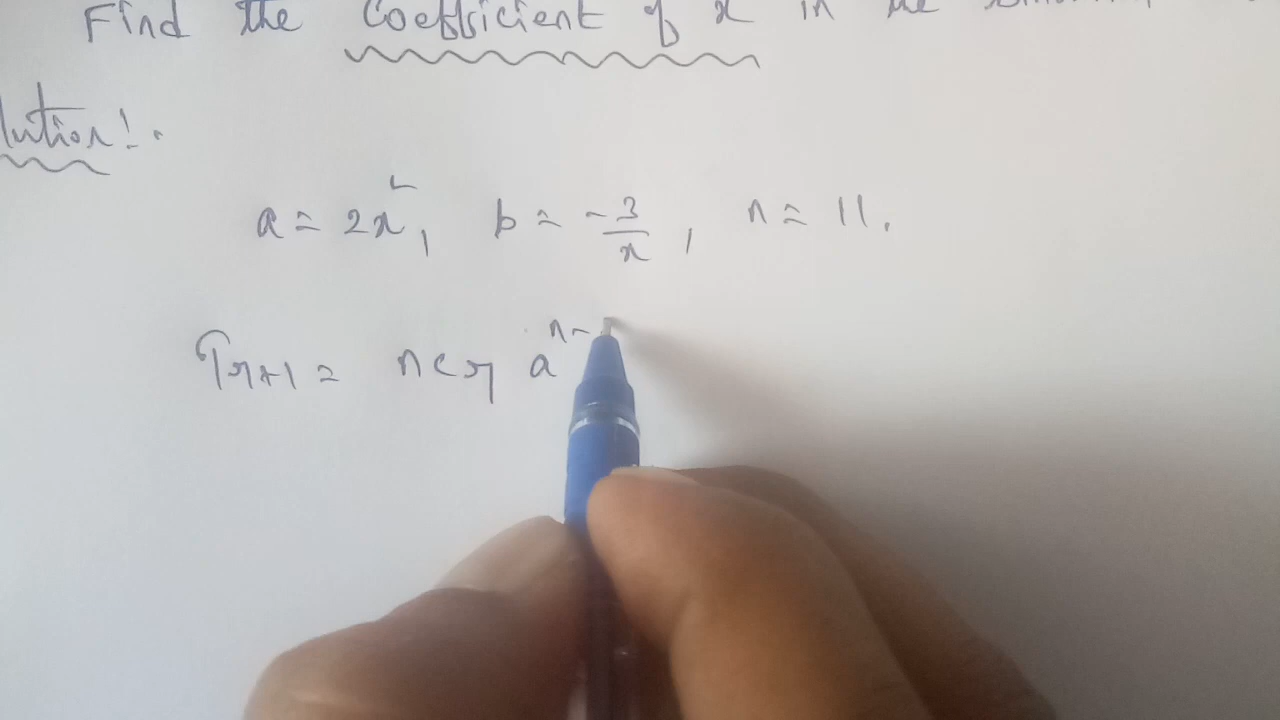 Find the Coefficient of x in the
lution:.
a = 2x², b = -3/x, n = 11.
Tr+1 = ncr a^n-